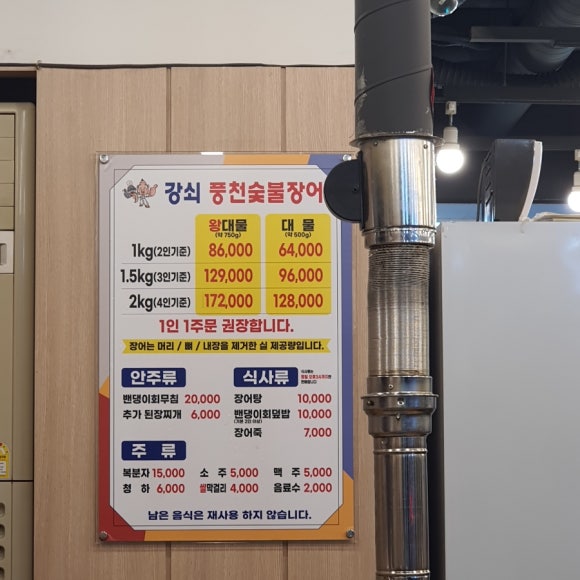 강쇠 풍천숯불장어
왕대물 대 물
(약 750g) (약 500g)
1kg(2인기준) 86,000 64,000
1.5kg(3인기준) 129,000 96,000
2kg(4인기준) 172,000 128,000
1인 1주문 권장합니다.
장어는 머리 / 뼈 / 내장을 제거한 실 제공량입니다.
안주류
밴댕이회무침 20,000
추가 된장찌개 6,000
식사류
장어탕 10,000
밴댕이회덮밥 10,000
장어죽 7,000
주 류
복분자 15,000 소 주 5,000 맥 주 5,000
청 하 6,000 쌀막걸리 4,000 음료수 2,000
남은 음식은 재사용 하지 않습니다.